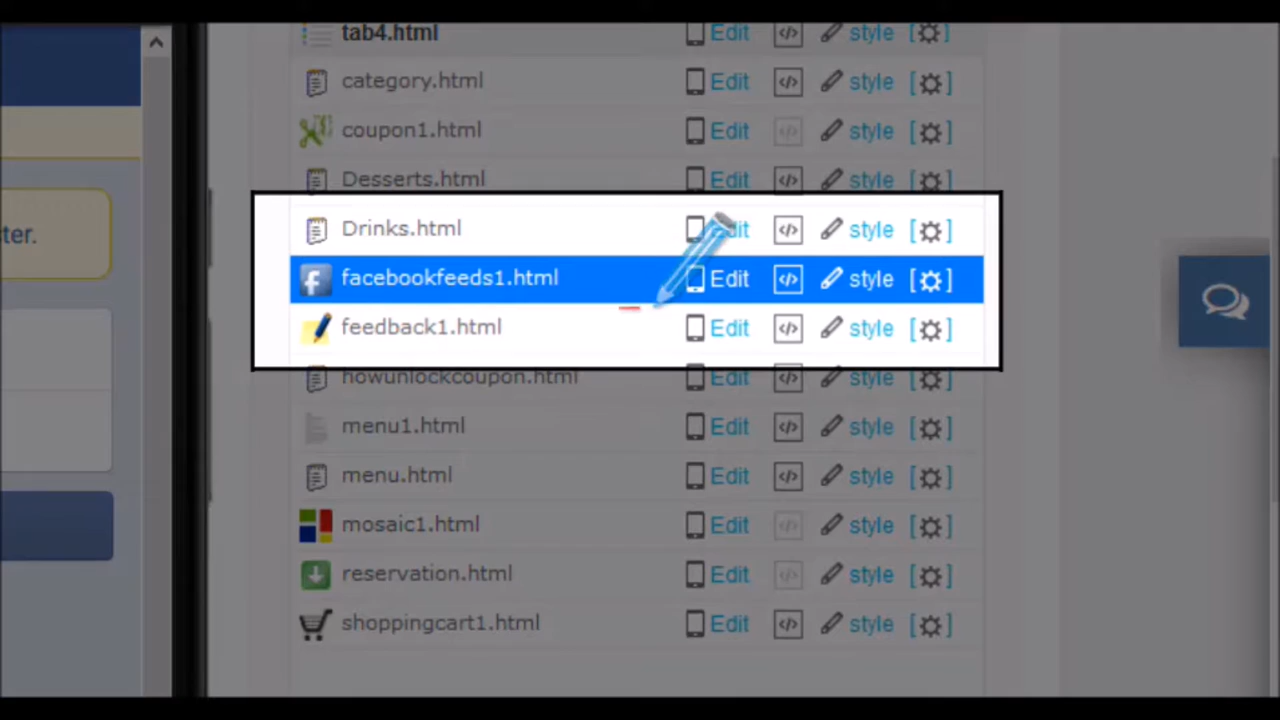 tab4.html Edit </> style [ ]
category.html Edit </> style [ ]
coupon1.html Edit </> style [ ]
Desserts.html Edit </> style [ ]
ter.
Drinks.html Edit </> style [ ]
facebookfeeds1.html Edit </> style [ ]
feedback1.html Edit </> style [ ]
howunlockcoupon.html Edit </> style [ ]
menu1.html Edit </> style [ ]
menu.html Edit </> style [ ]
mosaic1.html Edit </> style [ ]
reservation.html Edit </> style [ ]
shoppingcart1.html Edit </> style [ ]